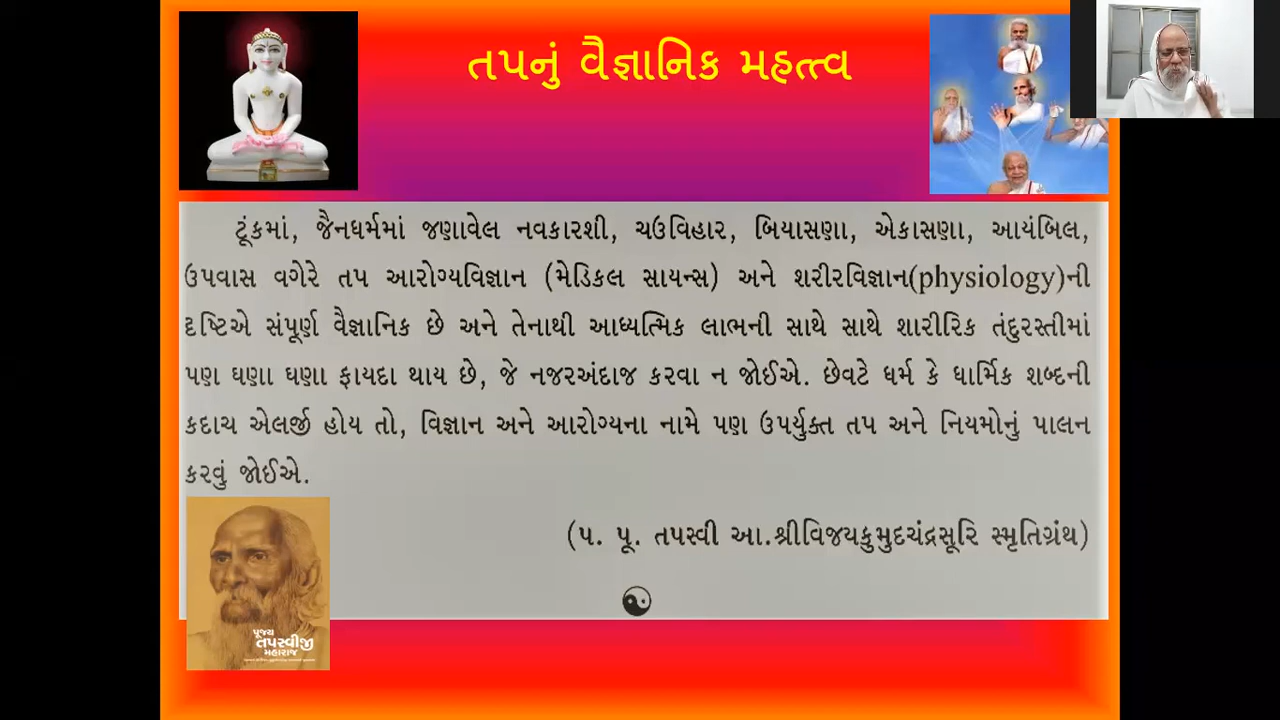 તપનું વૈજ્ઞાનિક મહત્ત્વ
ટૂંકમાં, જૈનધર્મમાં જણાવેલ નવકારશી, ચઉવિહાર, બિયાસણા, એકાસણા, આયંબિલ,
ઉપવાસ વગેરે તપ આરોગ્યવિજ્ઞાન (મેડિકલ સાયન્સ) અને શરીરવિજ્ઞાન(physiology)ની
દષ્ટિએ સંપૂર્ણ વૈજ્ઞાનિક છે અને તેનાથી આધ્યત્મિક લાભની સાથે સાથે શારીરિક તંદુરસ્તીમાં
પણ ઘણા ઘણા ફાયદા થાય છે, જે નજરઅંદાજ કરવા ન જોઈએ. છેવટે ધર્મ કે ધાર્મિક શબ્દની
કદાચ એલર્જી હોય તો, વિજ્ઞાન અને આરોગ્યના નામે પણ ઉપર્યુક્ત તપ અને નિયમોનું પાલન
કરવું જોઈએ.
(પ. પૂ. તપસ્વી આ.શ્રીવિજયકુમુદચંદ્રસૂરિ સ્મૃતિગ્રંથ)
પૂજ્ય
તપસ્વીજી
મહારાજ